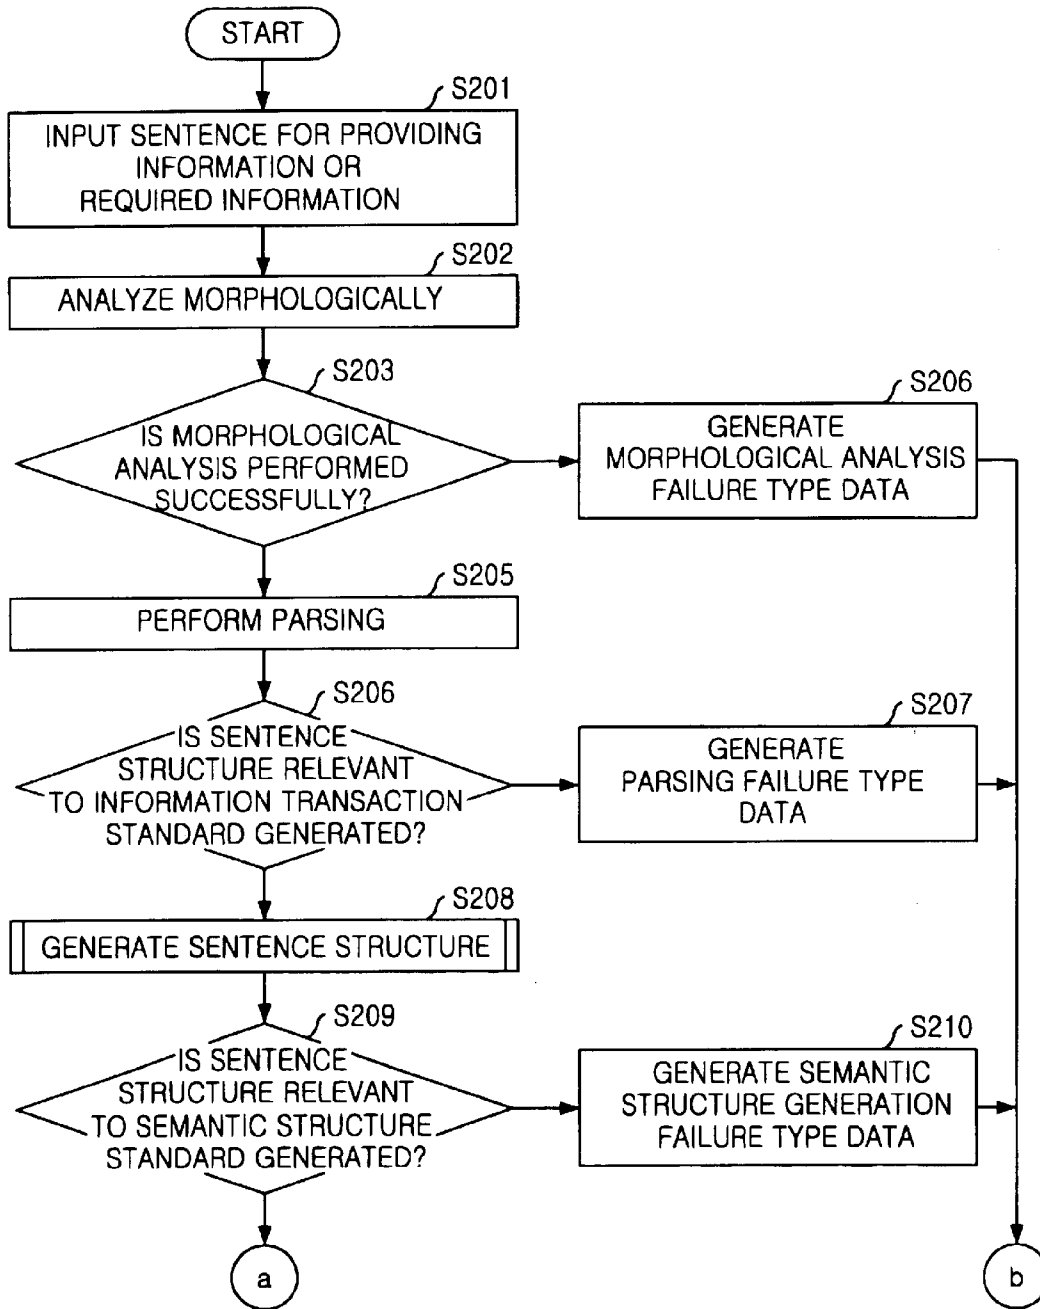 START
S201
INPUT SENTENCE FOR PROVIDING
INFORMATION OR
REQUIRED INFORMATION
S202
ANALYZE MORPHOLOGICALLY
S203
IS MORPHOLOGICAL
ANALYSIS PERFORMED
SUCCESSFULLY?
S206
GENERATE
MORPHOLOGICAL ANALYSIS
FAILURE TYPE DATA
S205
PERFORM PARSING
S206
IS SENTENCE
STRUCTURE RELEVANT
TO INFORMATION TRANSACTION
STANDARD GENERATED?
S207
GENERATE
PARSING FAILURE TYPE
DATA
S208
GENERATE SENTENCE STRUCTURE
S209
IS SENTENCE
STRUCTURE RELEVANT
TO SEMANTIC STRUCTURE
STANDARD GENERATED?
S210
GENERATE SEMANTIC
STRUCTURE GENERATION
FAILURE TYPE DATA
a
b